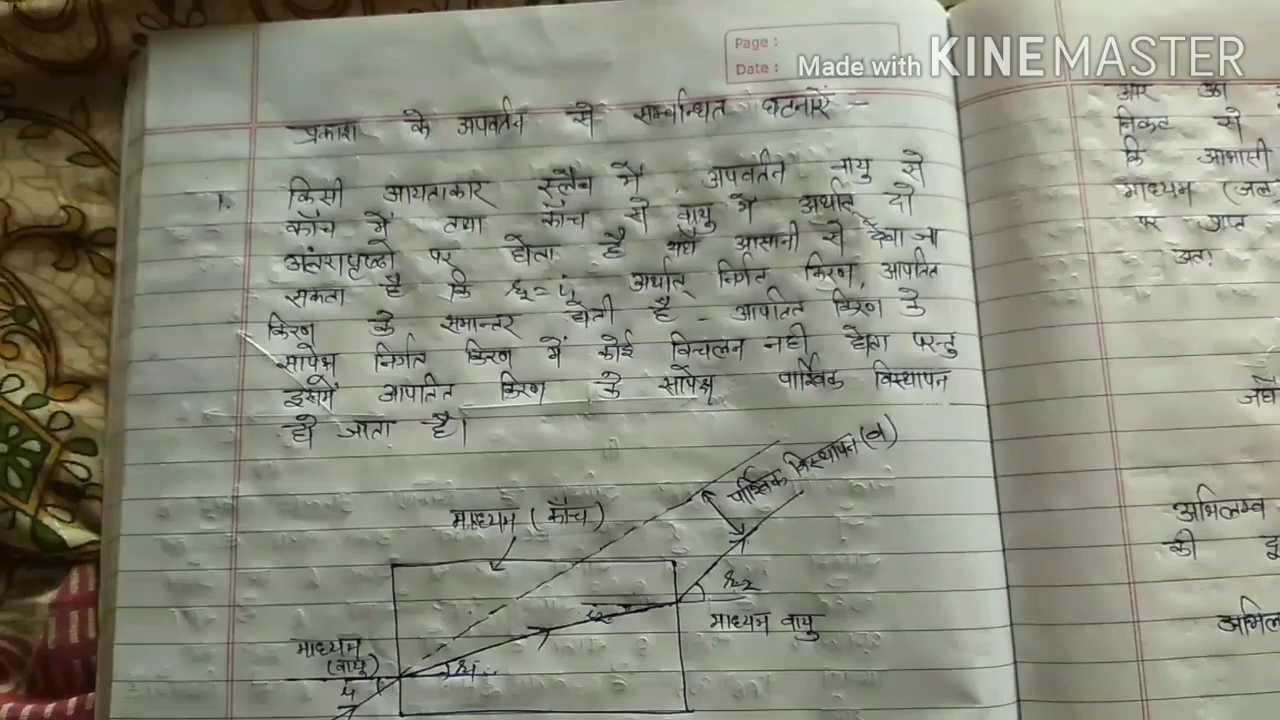 Page :
Date :
Made with KINEMASTER
प्रकाश के अपवर्तन से सम्बन्धित घटनाएँ -
1. किसी आयताकार स्लैब में अपवर्तन वायु से
काँच में तथा काँच से वायु में अर्थात् दो
अंतरापृष्ठो पर होता है यह आसानी से देखा जा
सकता है कि r₂ = i₁ अर्थात् निर्गत किरण, आपतित
किरण के समान्तर होती है - आपतित किरण के
सापेक्ष निर्गत किरण में कोई विचलन नही होता परन्तु
इसमें आपतित किरण के सापेक्ष पार्श्विक विस्थापन
हो जाता है।
पार्श्विक विस्थापन
माध्यम (काँच)
r₂
i₂
माध्यम वायु
माध्यम
(वायु)
r₁
i₁
और
निकट से
कि आभासी
माध्यम (जल
पर प्राप्त
अतः
जहाँ
अभिलम्ब
की